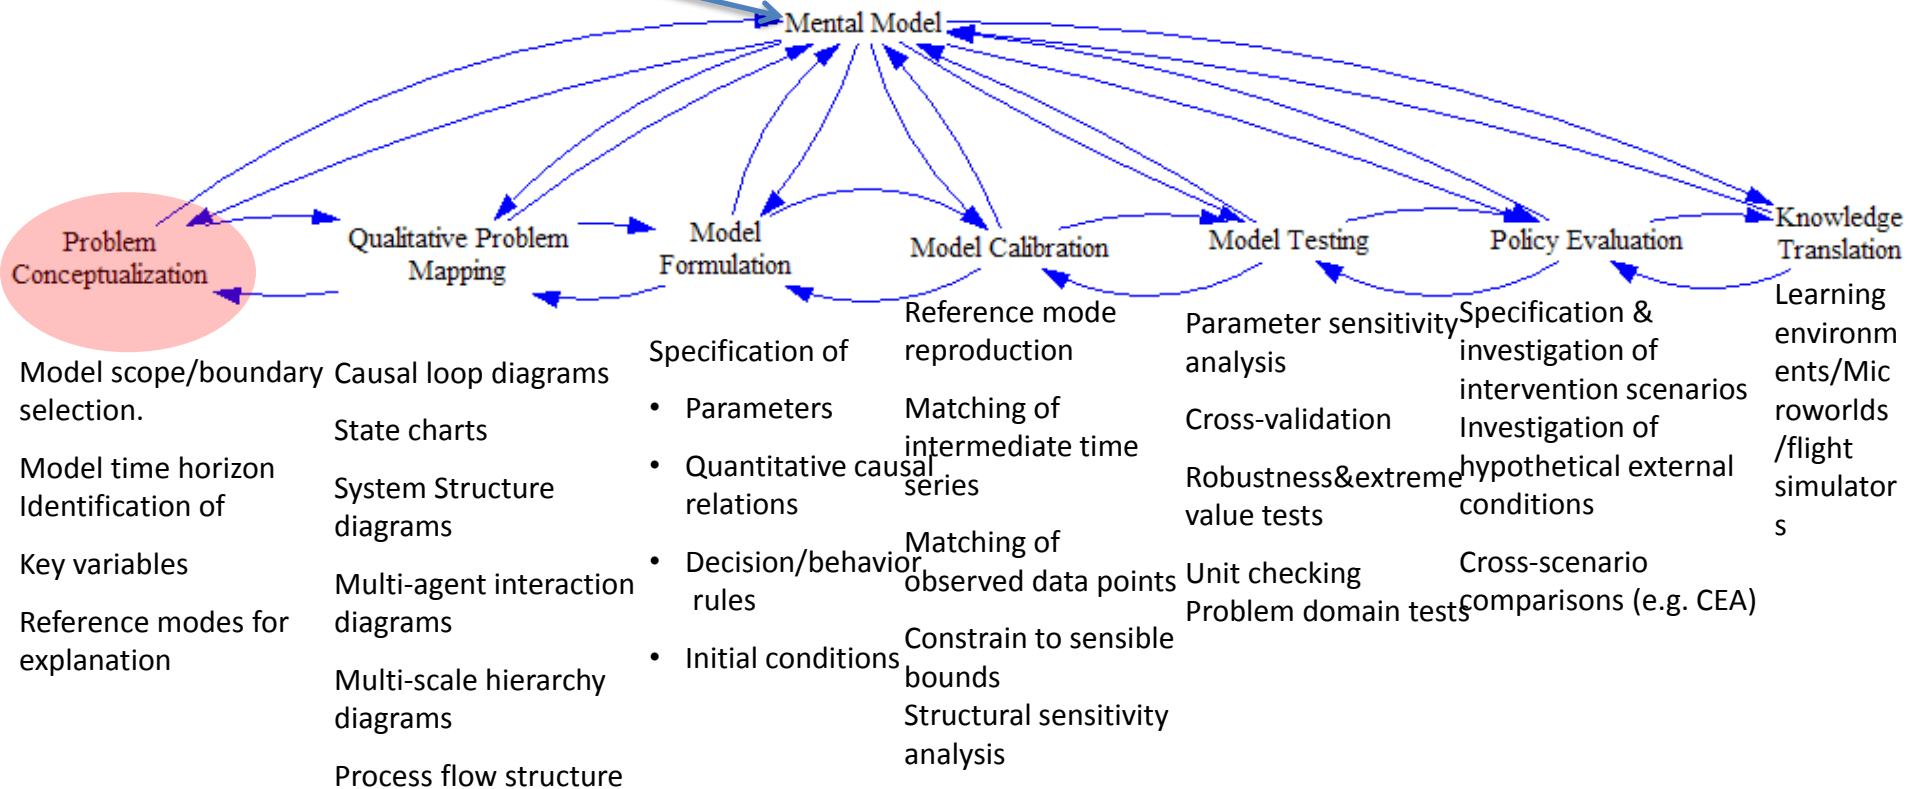 Mental Model
Problem
Conceptualization
Qualitative Problem
Mapping
Model
Formulation
Model Calibration
Model Testing
Policy Evaluation
Knowledge
Translation
Model scope/boundary
selection.
Model time horizon
Identification of
Key variables
Reference modes for
explanation
Causal loop diagrams
State charts
System Structure
diagrams
Multi-agent interaction
diagrams
Multi-scale hierarchy
diagrams
Process flow structure
Specification of
• Parameters
• Quantitative causal
relations
• Decision/behavior
rules
• Initial conditions
Reference mode
reproduction
Matching of
intermediate time
series
Matching of
observed data points
Constrain to sensible
bounds
Structural sensitivity
analysis
Parameter sensitivity
analysis
Cross-validation
Robustness&extreme
value tests
Unit checking
Problem domain tests
Specification &
investigation of
intervention scenarios
Investigation of
hypothetical external
conditions
Cross-scenario
comparisons (e.g. CEA)
Learning
environm
ents/Mic
roworlds
/flight
simulator
s